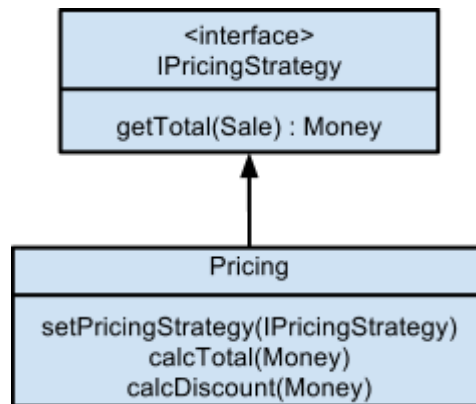 <interface>
IPricingStrategy
getTotal(Sale) : Money
Pricing
setPricingStrategy(IPricingStrategy)
calcTotal(Money)
calcDiscount(Money)